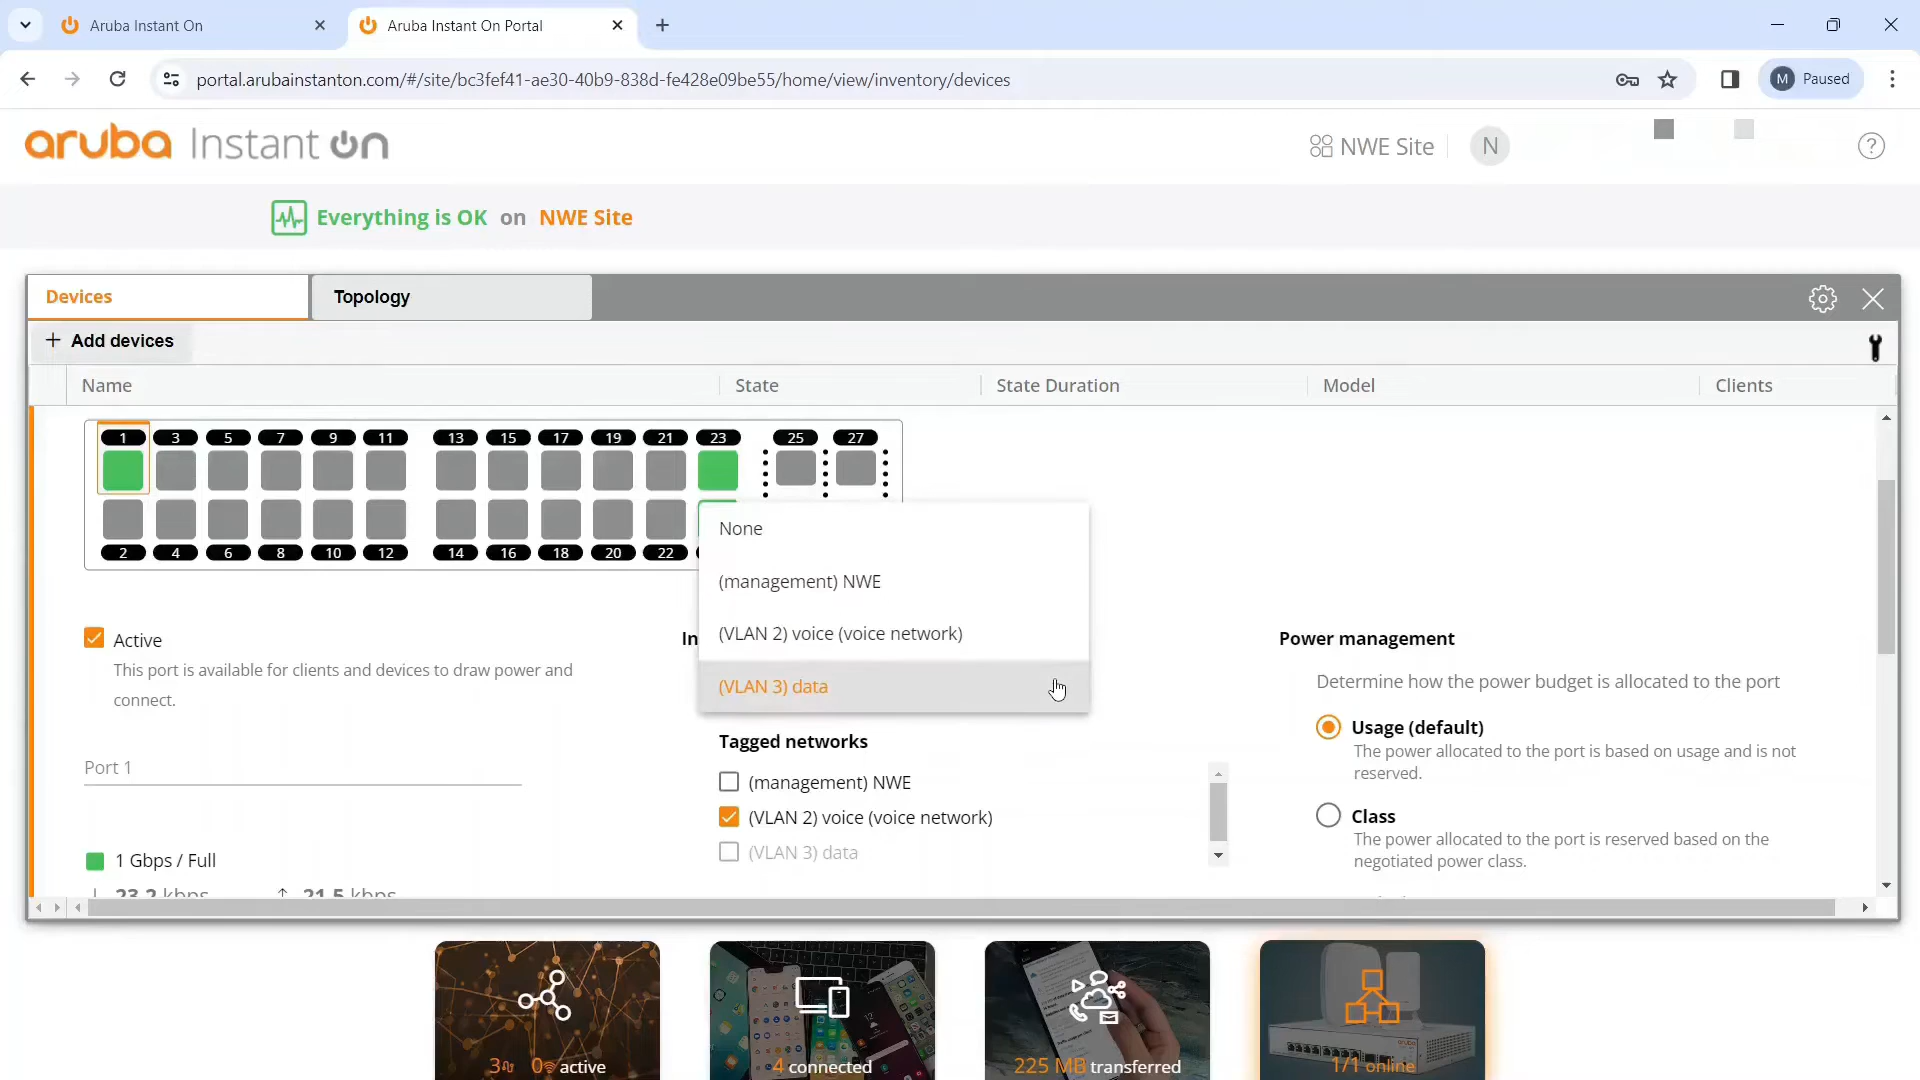 Aruba Instant On
Aruba Instant On Portal
portal.arubainstanton.com/#/site/bc3fef41-ae30-40b9-838d-fe428e09be55/home/view/inventory/devices
M Paused
aruba Instant On
NWE Site
N
?
Everything is OK on NWE Site
Devices
Topology
+ Add devices
Name
State
State Duration
Model
Clients
1 3 5 7 9 11 13 15 17 19 21 23 25 27
2 4 6 8 10 12 14 16 18 20 22
None
(management) NWE
(VLAN 2) voice (voice network)
(VLAN 3) data
Active
This port is available for clients and devices to draw power and
connect.
Port 1
1 Gbps / Full
23.2 kbps
21.5 kbps
Tagged networks
(management) NWE
(VLAN 2) voice (voice network)
(VLAN 3) data
Power management
Determine how the power budget is allocated to the port
Usage (default)
The power allocated to the port is based on usage and is not
reserved.
Class
The power allocated to the port is reserved based on the
negotiated power class.
3 0 active
4 connected
225 MB transferred
1/1 online